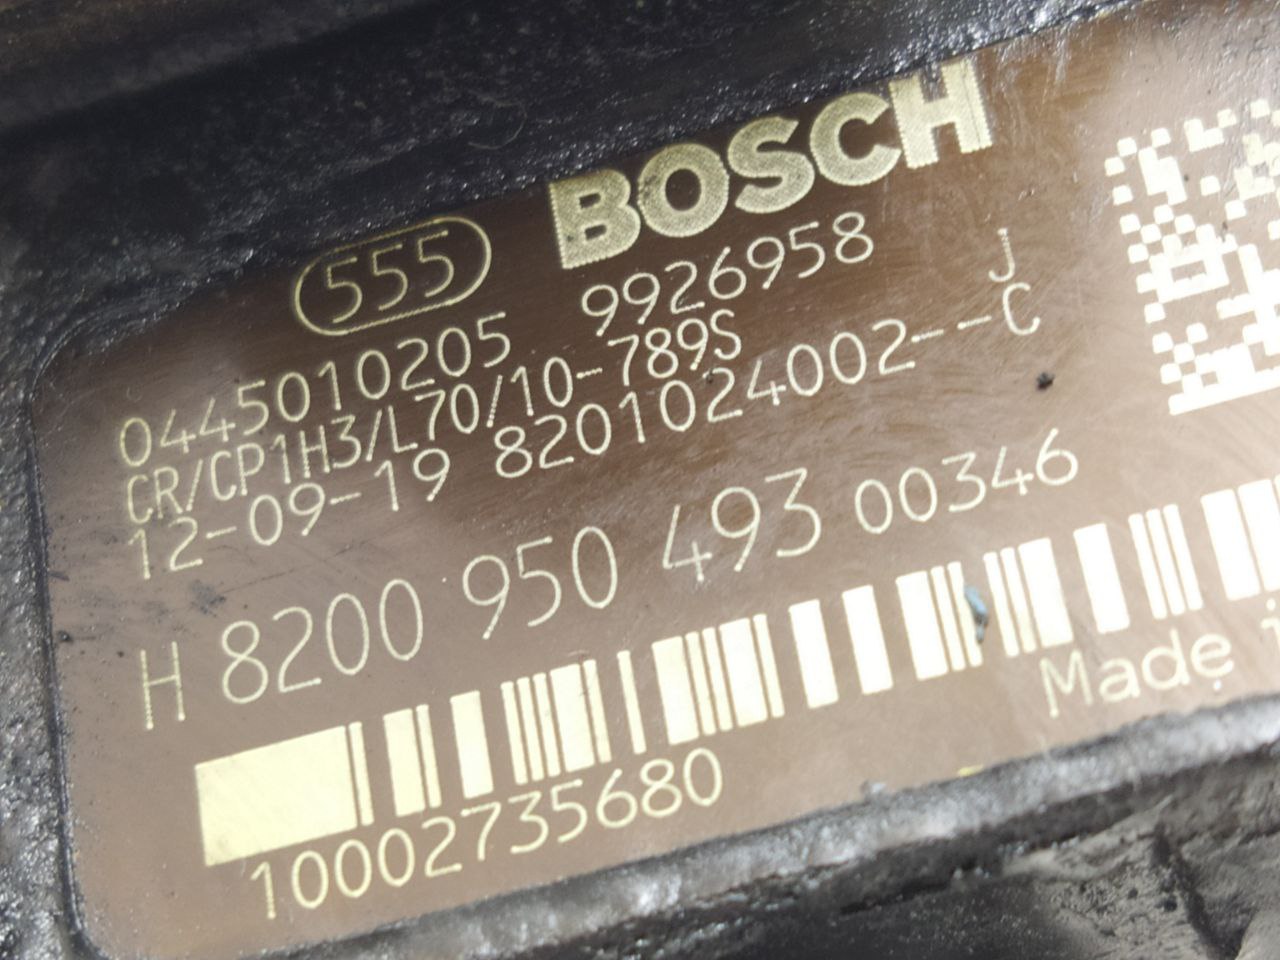 555 BOSCH
0445010205 9926958
CR/CP1H3/L70/10-789S J
12-09-19 8201024002--C
H 8200 950 493 00346
Made
10002735680